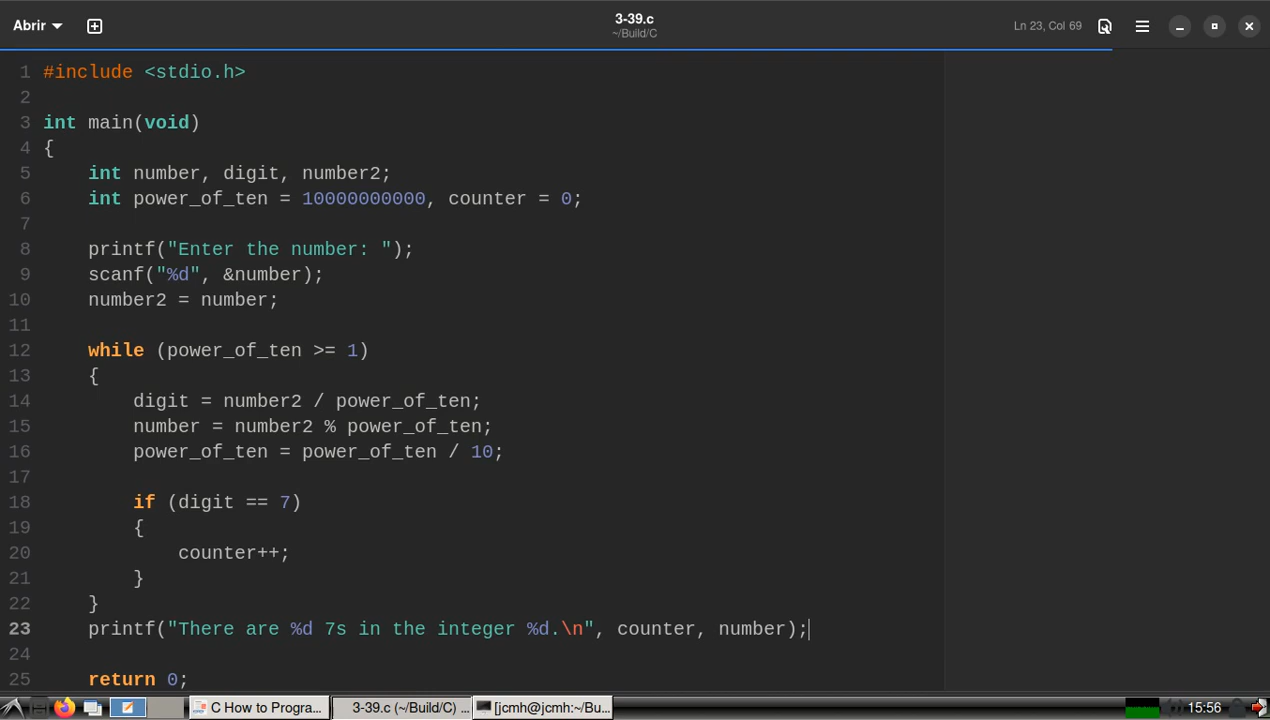 Abrir
3-39.c
~/Build/C
Ln 23, Col 69
1 #include <stdio.h>
2
3 int main(void)
4 {
5 int number, digit, number2;
6 int power_of_ten = 10000000000, counter = 0;
7
8 printf("Enter the number: ");
9 scanf("%d", &number);
10 number2 = number;
11
12 while (power_of_ten >= 1)
13 {
14 digit = number2 / power_of_ten;
15 number = number2 % power_of_ten;
16 power_of_ten = power_of_ten / 10;
17
18 if (digit == 7)
19 {
20 counter++;
21 }
22 }
23 printf("There are %d 7s in the integer %d.\n", counter, number);
24
25 return 0;
C How to Progra...
3-39.c (~/Build/C) ...
[jcmh@jcmh:~/Bu...
15:56